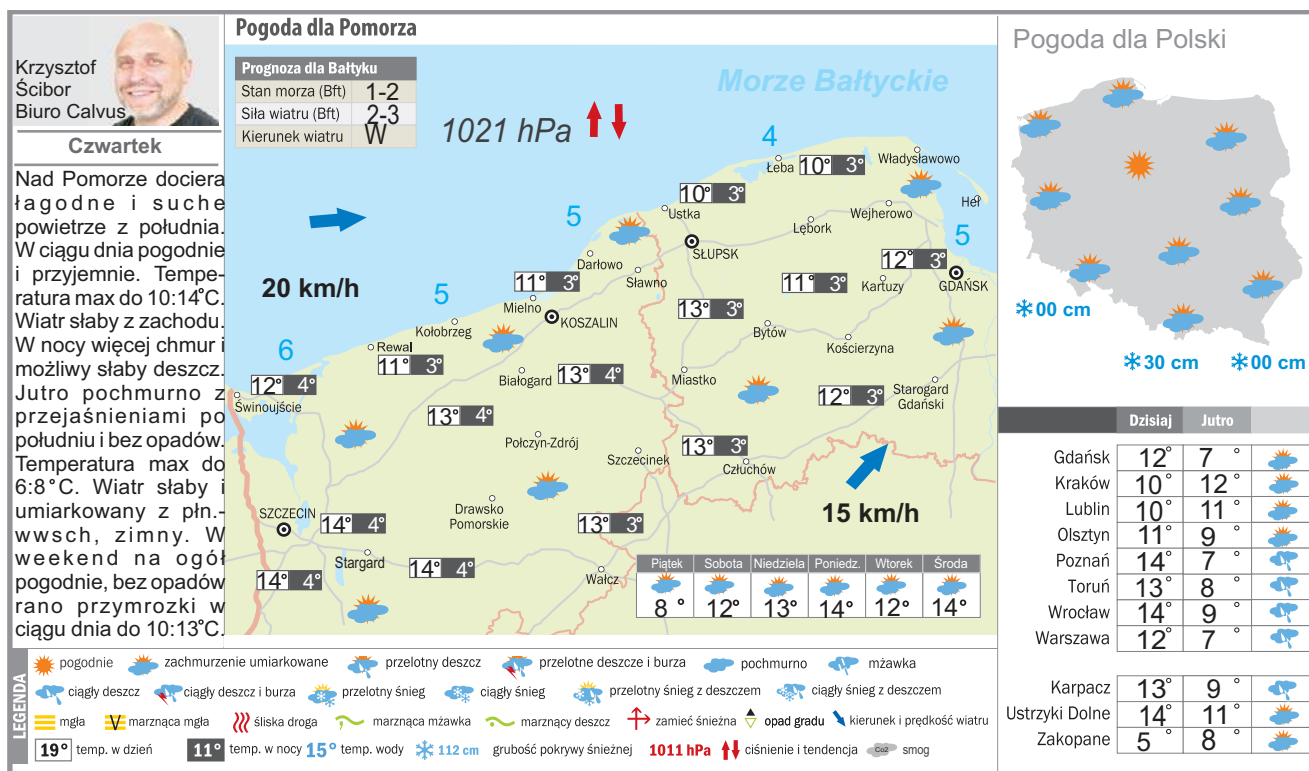 Krzysztof
Ścibor
Biuro Calvus
Czwartek
Nad Pomorze dociera
łagodne i suche
powietrze z południa.
W ciągu dnia pogodnie
i przyjemnie. Tempe-
ratura max do 10:14°C.
Wiatr słaby z zachodu.
W nocy więcej chmur i
możliwy słaby deszcz.
Jutro pochmurno z
przejaśnieniami po
południu i bez opadów.
Temperatura max do
6:8°C. Wiatr słaby i
umiarkowany z płn.-
wwsch, zimny. W
weekend na ogół
pogodnie, bez opadów
rano przymrozki w
ciągu dnia do 10:13°C.
Pogoda dla Pomorza
Prognoza dla Bałtyku
Stan morza (Bft) 1-2
Siła wiatru (Bft) 2-3
Kierunek wiatru W
Morze Bałtyckie
1021 hPa
4
Łeba 10° 3°
Władysławowo
10° 3°
Ustka
Wejherowo
Hel
5
Lębork
5
SŁUPSK
Darłowo
12° 3°
20 km/h
11° 3°
Sławno
11° 3°
Kartuzy
GDAŃSK
5
Mielno
13° 3°
KOSZALIN
Kołobrzeg
Bytów
Kościerzyna
6
Rewal
11° 3°
12° 4°
Świnoujście
Białogard
13° 4°
Miastko
12° 3°
Starogard
Gdański
13° 4°
Połczyn-Zdrój
13° 3°
Szczecinek
Człuchów
Drawsko
Pomorskie
15 km/h
SZCZECIN
14° 4°
13° 3°
Stargard
14° 4°
14° 4°
Wałcz
Piątek Sobota Niedziela Poniedz. Wtorek Środa
8 ° 12° 13° 14° 12° 14°
Pogoda dla Polski
00 cm
30 cm
00 cm
Dzisiaj Jutro
Gdańsk 12° 7 °
Kraków 10° 12 °
Lublin 10° 11 °
Olsztyn 11° 9 °
Poznań 14° 7 °
Toruń 13° 8 °
Wrocław 14° 9 °
Warszawa 12° 7 °
Karpacz 13° 9 °
Ustrzyki Dolne 14° 11 °
Zakopane 5 ° 8 °
LEGENDA
pogodnie zachmurzenie umiarkowane przelotny deszcz przelotne deszcze i burza pochmurno mżawka
ciągły deszcz ciągły deszcz i burza przelotny śnieg ciągły śnieg przelotny śnieg z deszczem ciągły śnieg z deszczem
mgła marznąca mgła śliska droga marznąca mżawka marznący deszcz zamieć śnieżna opad gradu kierunek i prędkość wiatru
19° temp. w dzień 11° temp. w nocy 15° temp. wody 112 cm grubość pokrywy śnieżnej 1011 hPa ciśnienie i tendencja Co2 smog